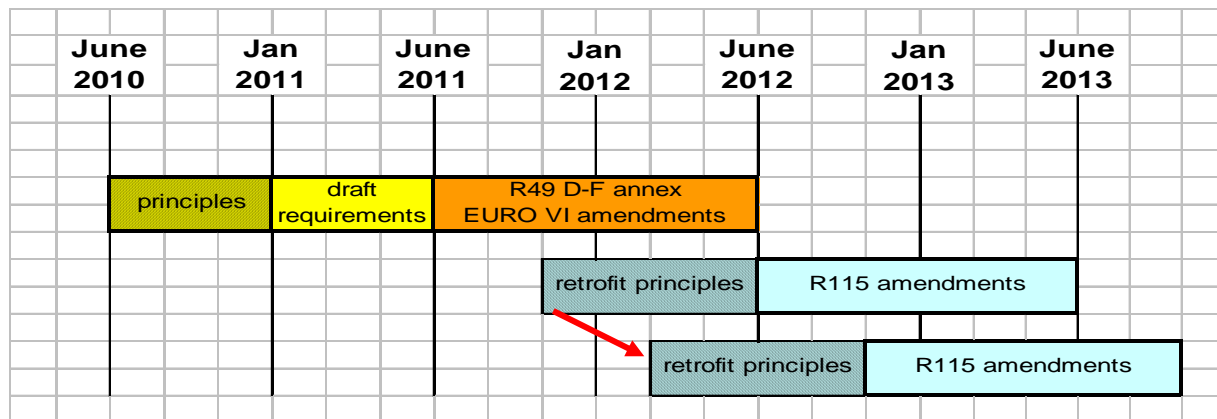 June Jan June Jan June Jan June
2010 2011 2011 2012 2012 2013 2013
principles
draft
requirements
R49 D-F annex
EURO VI amendments
retrofit principles
R115 amendments
retrofit principles
R115 amendments